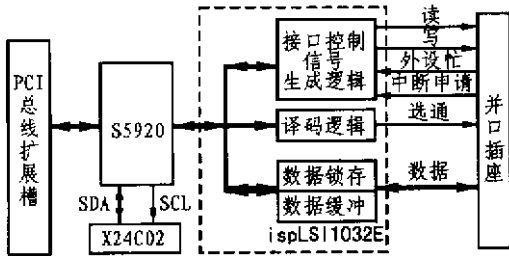 PCI
总
线
扩
展
槽
S5920
SDA
SCL
X24C02
接口控制
信号
生成逻辑
译码逻辑
数据锁存
数据缓冲
ispLSI1032E
读
写
外设忙
中断申请
选通
数据
并
口
插
座